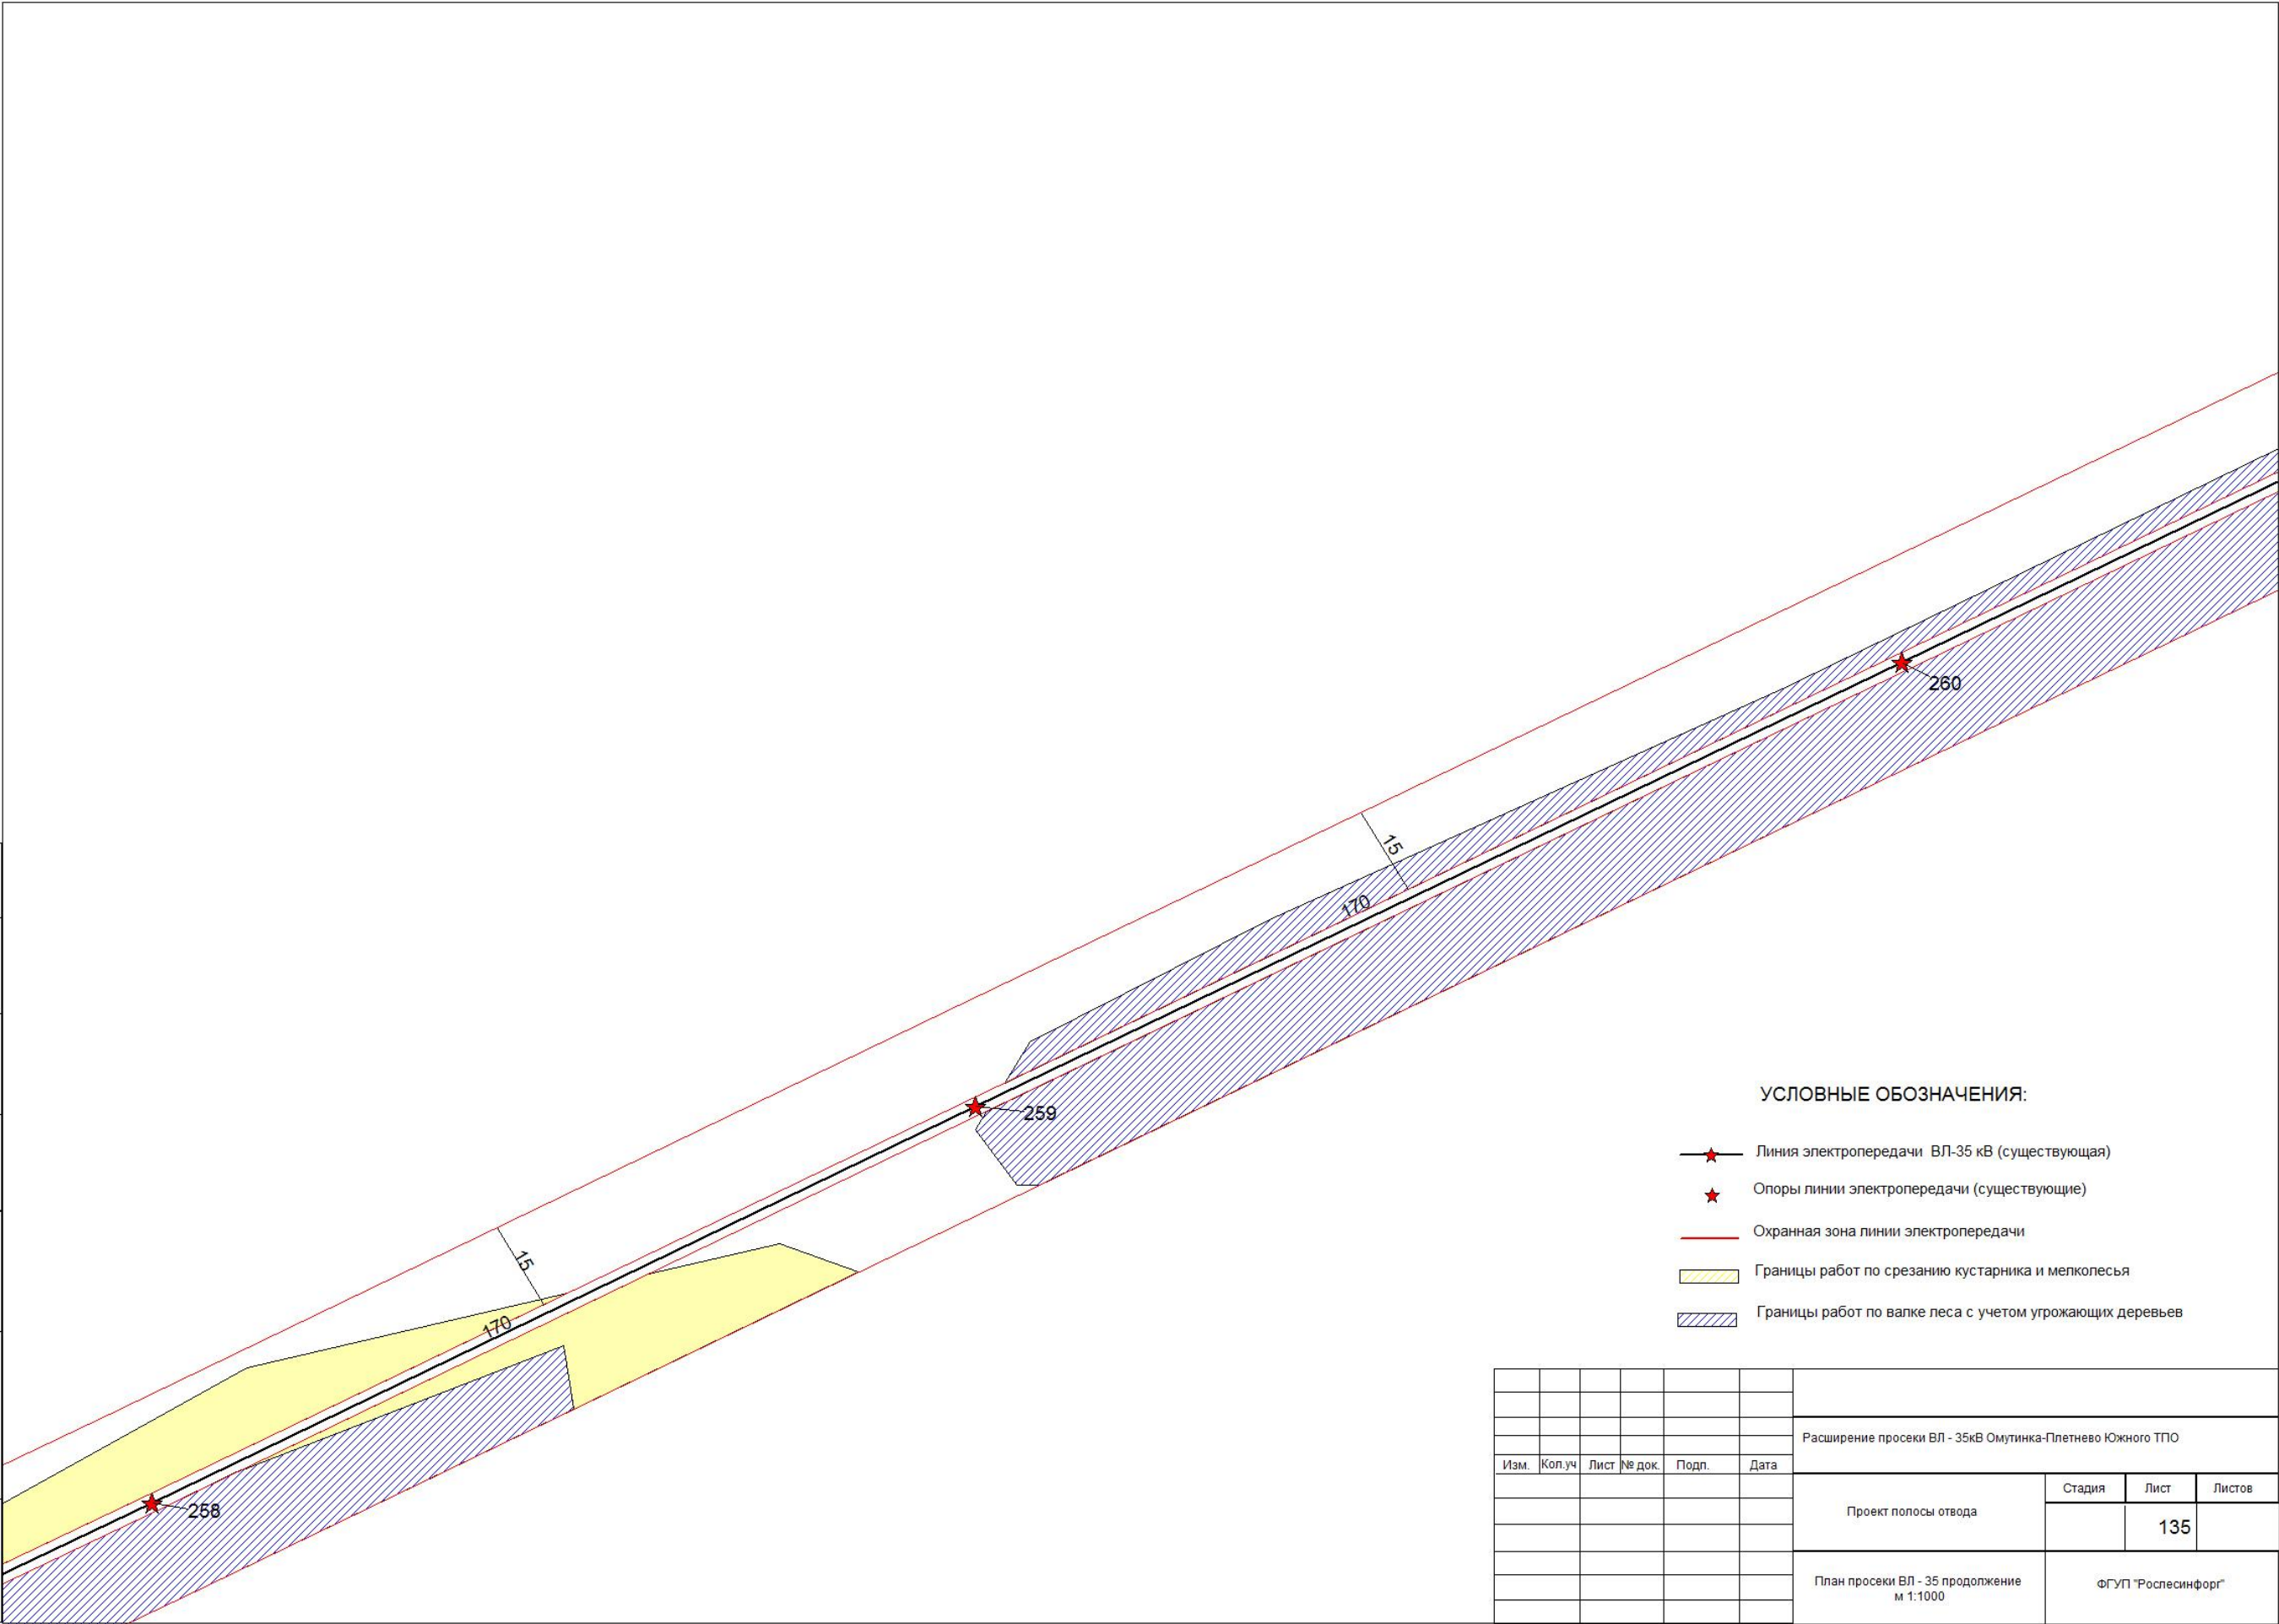 260
15
170
259
15
170
258
УСЛОВНЫЕ ОБОЗНАЧЕНИЯ:
Линия электропередачи ВЛ-35 кВ (существующая)
Опоры линии электропередачи (существующие)
Охранная зона линии электропередачи
Границы работ по срезанию кустарника и мелколесья
Границы работ по валке леса с учетом угрожающих деревьев
Расширение просеки ВЛ - 35кВ Омутинка-Плетнево Южного ТПО
Изм. Кол.уч Лист № док. Подп. Дата
Проект полосы отвода
Стадия Лист Листов
135
План просеки ВЛ - 35 продолжение
м 1:1000
ФГУП "Рослесинфорг"